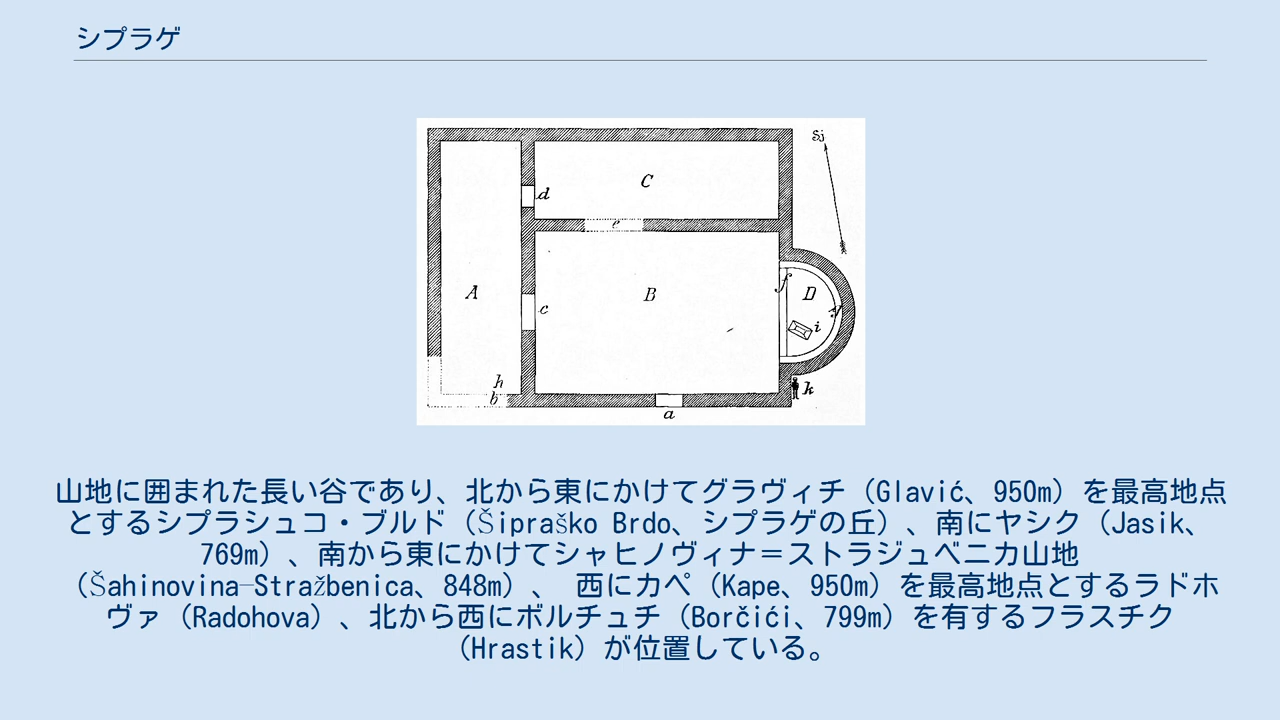 シプラゲ
Sj
C
d
e
A
B
c
f
D
g
i
h
b
k
a
山地に囲まれた長い谷であり、北から東にかけてグラヴィチ（Glavić、950m）を最高地点
とするシプラシュコ・ブルド（Šipraško Brdo、シプラゲの丘）、南にヤシク（Jasik、
769m）、南から東にかけてシャヒノヴィナ＝ストラジュベニカ山地
（Šahinovina–Stražbenica、848m）、 西にカペ（Kape、950m）を最高地点とするラドホ
ヴァ（Radohova）、北から西にボルチュチ（Borčići、799m）を有するフラスチク
（Hrastik）が位置している。